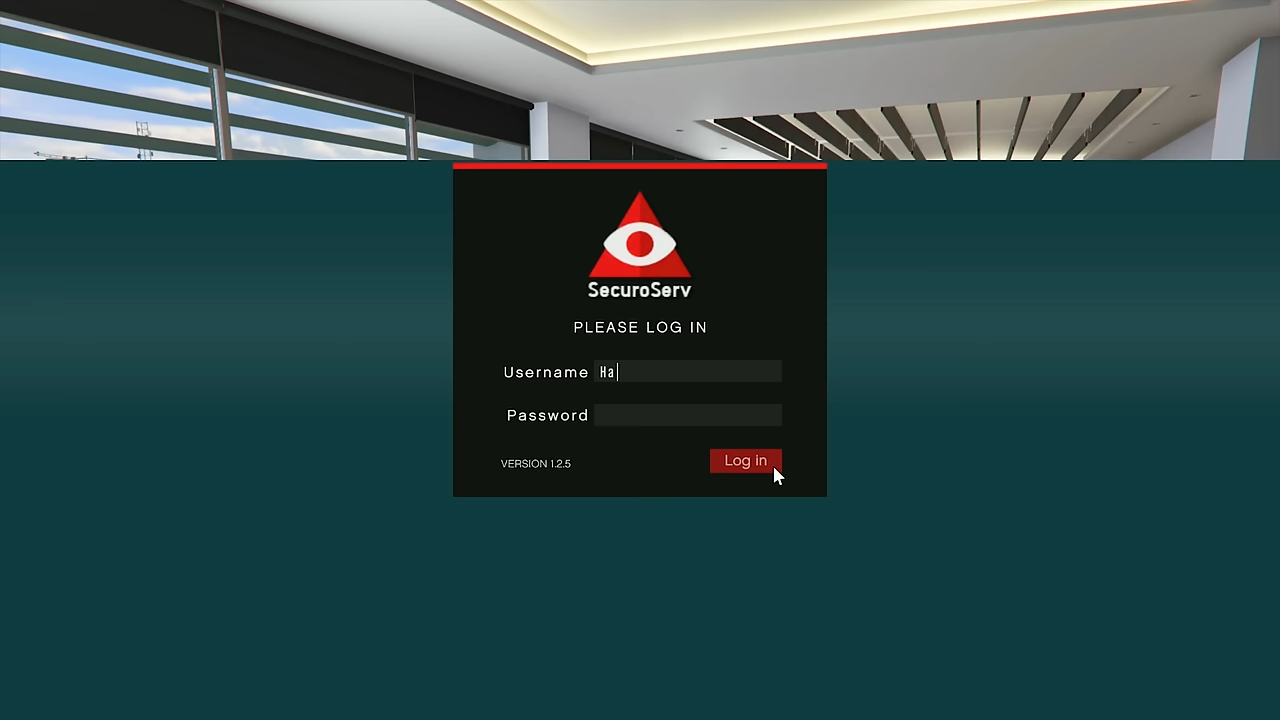 SecuroServ
PLEASE LOG IN
Username Ha
Password
VERSION 1.2.5 Log in